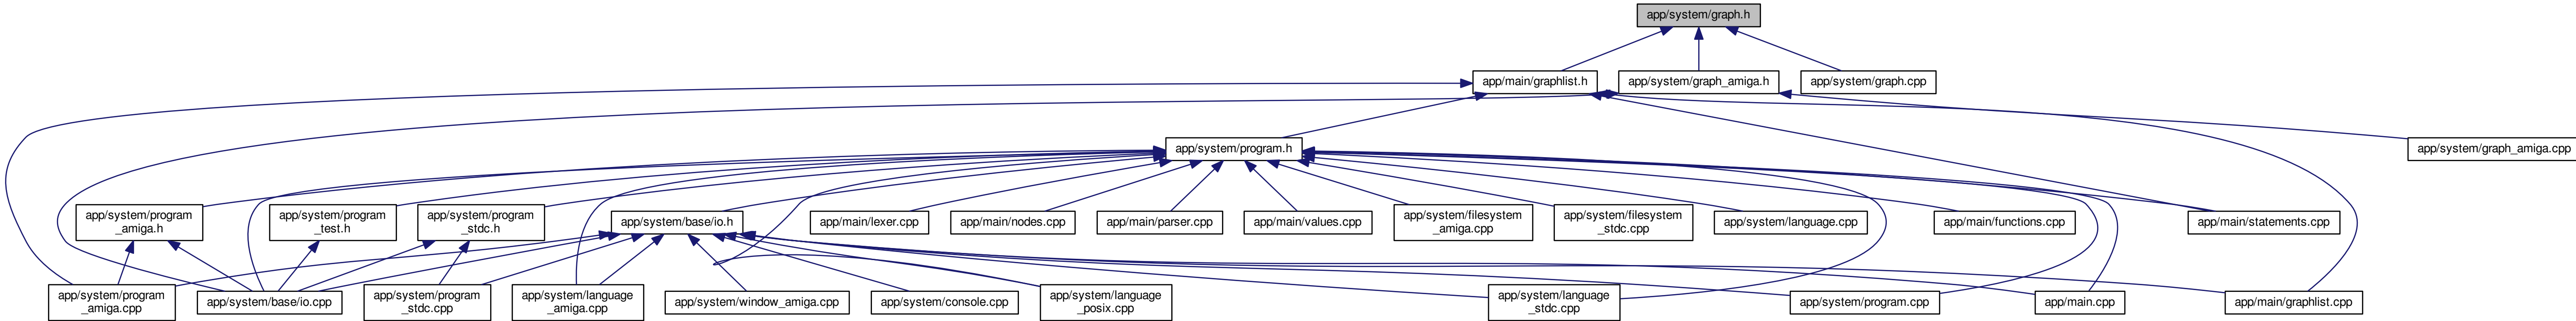 app/system/graph.h
app/main/graphlist.h
app/system/graph_amiga.h
app/system/graph.cpp
app/system/program.h
app/system/graph_amiga.cpp
app/system/program
_amiga.h
app/system/program
_test.h
app/system/program
_stdc.h
app/system/base/io.h
app/main/lexer.cpp
app/main/nodes.cpp
app/main/parser.cpp
app/main/values.cpp
app/system/filesystem
_amiga.cpp
app/system/filesystem
_stdc.cpp
app/system/language.cpp
app/main/functions.cpp
app/main/statements.cpp
app/system/program
_amiga.cpp
app/system/base/io.cpp
app/system/program
_stdc.cpp
app/system/language
_amiga.cpp
app/system/window_amiga.cpp
app/system/console.cpp
app/system/language
_posix.cpp
app/system/language
_stdc.cpp
app/system/program.cpp
app/main.cpp
app/main/graphlist.cpp